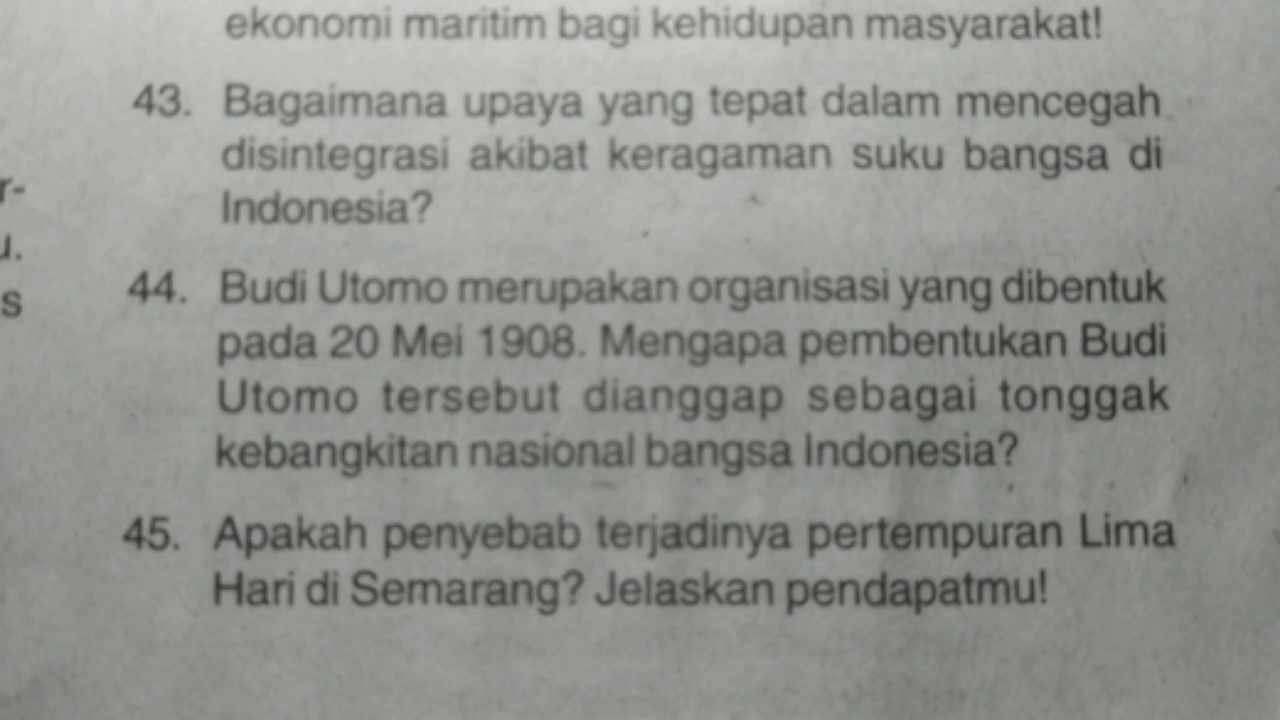 ekonomi maritim bagi kehidupan masyarakat!
43. Bagaimana upaya yang tepat dalam mencegah
disintegrasi akibat keragaman suku bangsa di
Indonesia?
44. Budi Utomo merupakan organisasi yang dibentuk
pada 20 Mei 1908. Mengapa pembentukan Budi
Utomo tersebut dianggap sebagai tonggak
kebangkitan nasional bangsa Indonesia?
45. Apakah penyebab terjadinya pertempuran Lima
Hari di Semarang? Jelaskan pendapatmu!